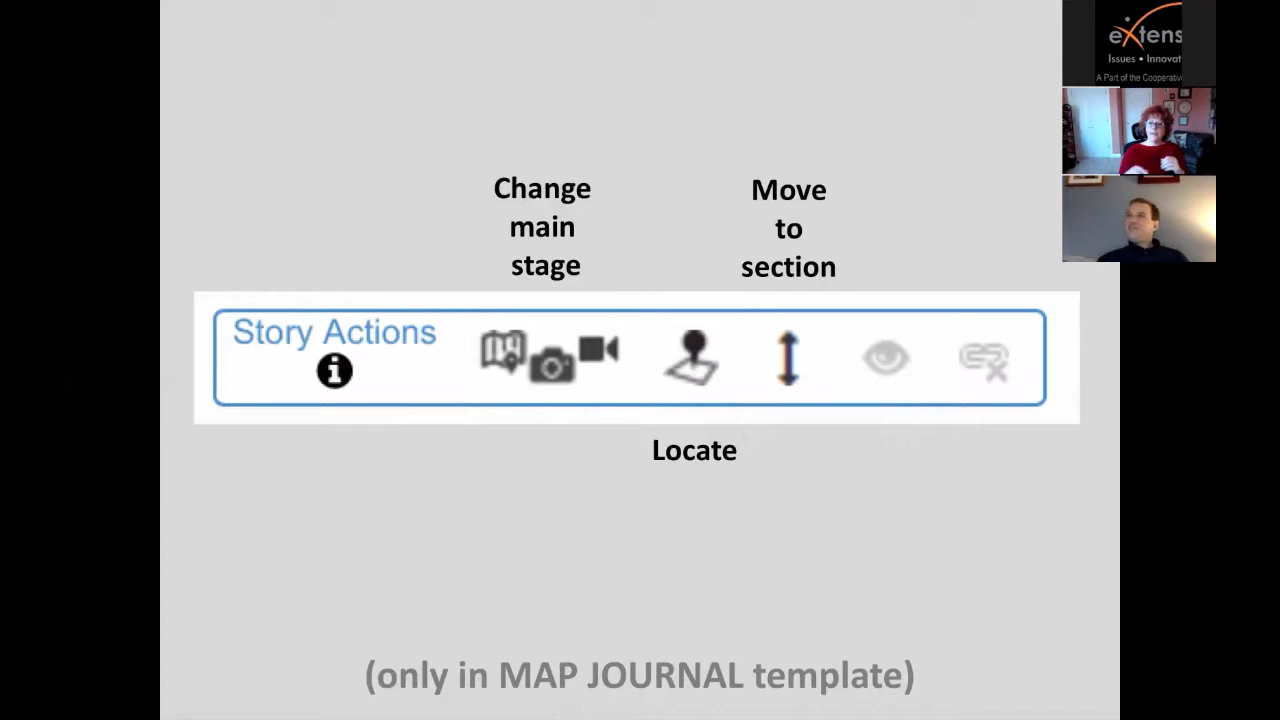 eXtens
Issues • Innovat
A Part of the Cooperative
Change
main
stage
Move
to
section
Story Actions
i
Locate
(only in MAP JOURNAL template)